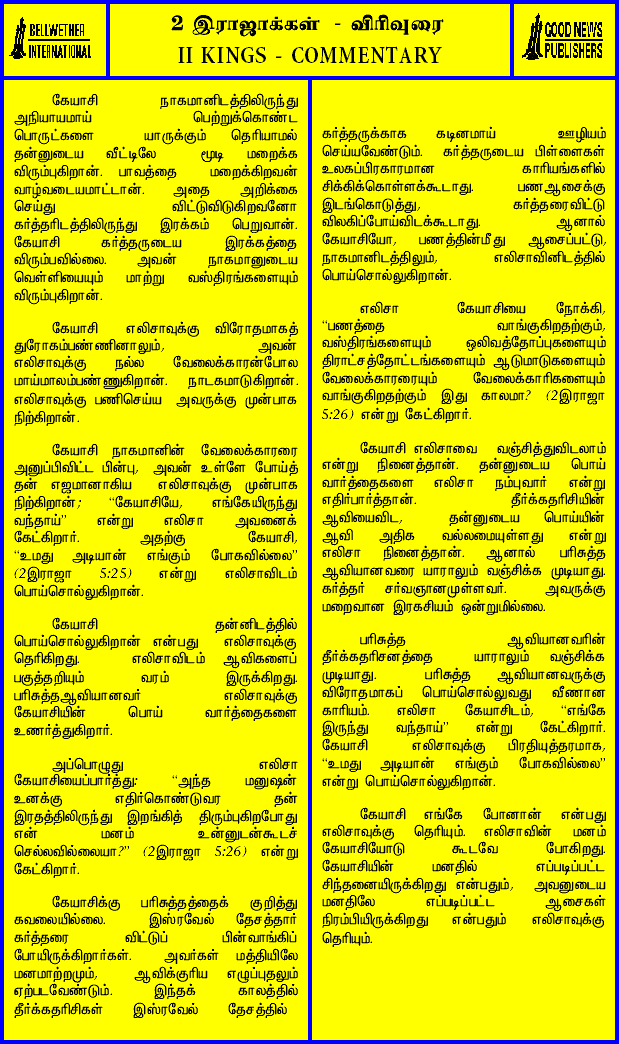 BELLWETHER
INTERNATIONAL
2 இராஜாக்கள் - விரிவுரை
II KINGS - COMMENTARY
GOOD NEWS
PUBLISHERS
கேயாசி நாகமானிடத்திலிருந்து
அநியாயமாய் பெற்றுக்கொண்ட
பொருட்களை யாருக்கும் தெரியாமல்
தன்னுடைய வீட்டிலே மூடி மறைக்க
விரும்புகிறான். பாவத்தை மறைக்கிறவன்
வாழ்வடையமாட்டான். அதை அறிக்கை
செய்து விட்டுவிடுகிறவனோ
கர்த்தரிடத்திலிருந்து இரக்கம் பெறுவான்.
கேயாசி கர்த்தருடைய இரக்கத்தை
விரும்பவில்லை. அவன் நாகமானுடைய
வெள்ளியையும் மாற்று வஸ்திரங்களையும்
விரும்புகிறான்.
கேயாசி எலிசாவுக்கு விரோதமாகத்
துரோகம்பண்ணினாலும், அவன்
எலிசாவுக்கு நல்ல வேலைக்காரன்போல
மாய்மாலம்பண்ணுகிறான். நாடகமாடுகிறான்.
எலிசாவுக்கு பணிசெய்ய அவருக்கு முன்பாக
நிற்கிறான்.
கேயாசி நாகமானின் வேலைக்காரரை
அனுப்பிவிட்ட பின்பு, அவன் உள்ளே போய்த்
தன் எஜமானாகிய எலிசாவுக்கு முன்பாக
நிற்கிறான்; “கேயாசியே, எங்கேயிருந்து
வந்தாய்” என்று எலிசா அவனைக்
கேட்கிறார். அதற்கு கேயாசி,
“உமது அடியான் எங்கும் போகவில்லை”
(2இராஜா 5:25) என்று எலிசாவிடம்
பொய்சொல்லுகிறான்.
கேயாசி தன்னிடத்தில்
பொய்சொல்லுகிறான் என்பது எலிசாவுக்கு
தெரிகிறது. எலிசாவிடம் ஆவிகளைப்
பகுத்தறியும் வரம் இருக்கிறது.
பரிசுத்தஆவியானவர் எலிசாவுக்கு
கேயாசியின் பொய் வார்த்தைகளை
உணர்த்துகிறார்.
அப்பொழுது எலிசா
கேயாசியைப்பார்த்து: “அந்த மனுஷன்
உனக்கு எதிர்கொண்டுவர தன்
இரதத்திலிருந்து இறங்கித் திரும்புகிறபோது
என் மனம் உன்னுடன்கூடச்
செல்லவில்லையா?” (2இராஜா 5:26) என்று
கேட்கிறார்.
கேயாசிக்கு பரிசுத்தத்தைக் குறித்து
கவலையில்லை. இஸ்ரவேல் தேசத்தார்
கர்த்தரை விட்டுப் பின்வாங்கிப்
போயிருக்கிறார்கள். அவர்கள் மத்தியிலே
மனமாற்றமும், ஆவிக்குரிய எழுப்புதலும்
ஏற்படவேண்டும். இந்தக் காலத்தில்
தீர்க்கதரிசிகள் இஸ்ரவேல் தேசத்தில்
கர்த்தருக்காக கடினமாய் ஊழியம்
செய்யவேண்டும். கர்த்தருடைய பிள்ளைகள்
உலகப்பிரகாரமான காரியங்களில்
சிக்கிக்கொள்ளக்கூடாது. பணஆசைக்கு
இடங்கொடுத்து, கர்த்தரைவிட்டு
விலகிப்போய்விடக்கூடாது. ஆனால்
கேயாசியோ, பணத்தின்மீது ஆசைப்பட்டு,
நாகமானிடத்திலும், எலிசாவினிடத்தில்
பொய்சொல்லுகிறான்.
எலிசா கேயாசியை நோக்கி,
“பணத்தை வாங்குகிறதற்கும்,
வஸ்திரங்களையும் ஒலிவத்தோப்புகளையும்
திராட்சத்தோட்டங்களையும் ஆடுமாடுகளையும்
வேலைக்காரரையும் வேலைக்காரிகளையும்
வாங்குகிறதற்கும் இது காலமா? (2இராஜா
5:26) என்று கேட்கிறார்.
கேயாசி எலிசாவை வஞ்சித்துவிடலாம்
என்று நினைத்தான். தன்னுடைய பொய்
வார்த்தைகளை எலிசா நம்புவார் என்று
எதிர்பார்த்தான். தீர்க்கதரிசியின்
ஆவியைவிட, தன்னுடைய பொய்யின்
ஆவி அதிக வல்லமையுள்ளது என்று
எலிசா நினைத்தான். ஆனால் பரிசுத்த
ஆவியானவரை யாராலும் வஞ்சிக்க முடியாது.
கர்த்தர் சர்வஞானமுள்ளவர். அவருக்கு
மறைவான இரகசியம் ஒன்றுமில்லை.
பரிசுத்த ஆவியானவரின்
தீர்க்கதரிசனத்தை யாராலும் வஞ்சிக்க
முடியாது. பரிசுத்த ஆவியானவருக்கு
விரோதமாகப் பொய்சொல்லுவது வீணான
காரியம். எலிசா கேயாசிடம், “எங்கே
இருந்து வந்தாய்” என்று கேட்கிறார்.
கேயாசி எலிசாவுக்கு பிரதியுத்தரமாக,
“உமது அடியான் எங்கும் போகவில்லை”
என்று பொய்சொல்லுகிறான்.
கேயாசி எங்கே போனான் என்பது
எலிசாவுக்கு தெரியும். எலிசாவின் மனம்
கேயாசியோடு கூடவே போகிறது.
கேயாசியின் மனதில் எப்படிப்பட்ட
சிந்தனையிருக்கிறது என்பதும், அவனுடைய
மனதிலே எப்படிப்பட்ட ஆசைகள்
நிரம்பியிருக்கிறது என்பதும் எலிசாவுக்கு
தெரியும்.